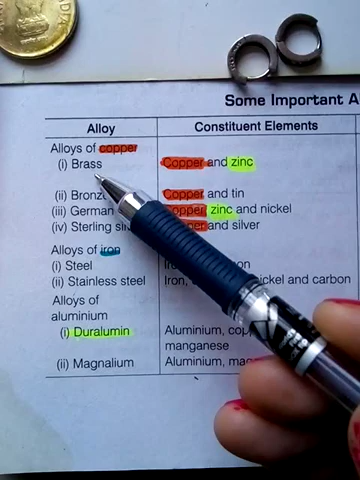 Some Important
Alloy Constituent Elements
Alloys of copper
(i) Brass Copper and zinc
(ii) Bronze Copper and tin
(iii) German Copper, zinc and nickel
(iv) Sterling and silver
Alloys of iron
(i) Steel
(ii) Stainless steel Iron, nickel and carbon
Alloys of
aluminium
(i) Duralumin Aluminium,
manganese
(ii) Magnalium Aluminium,